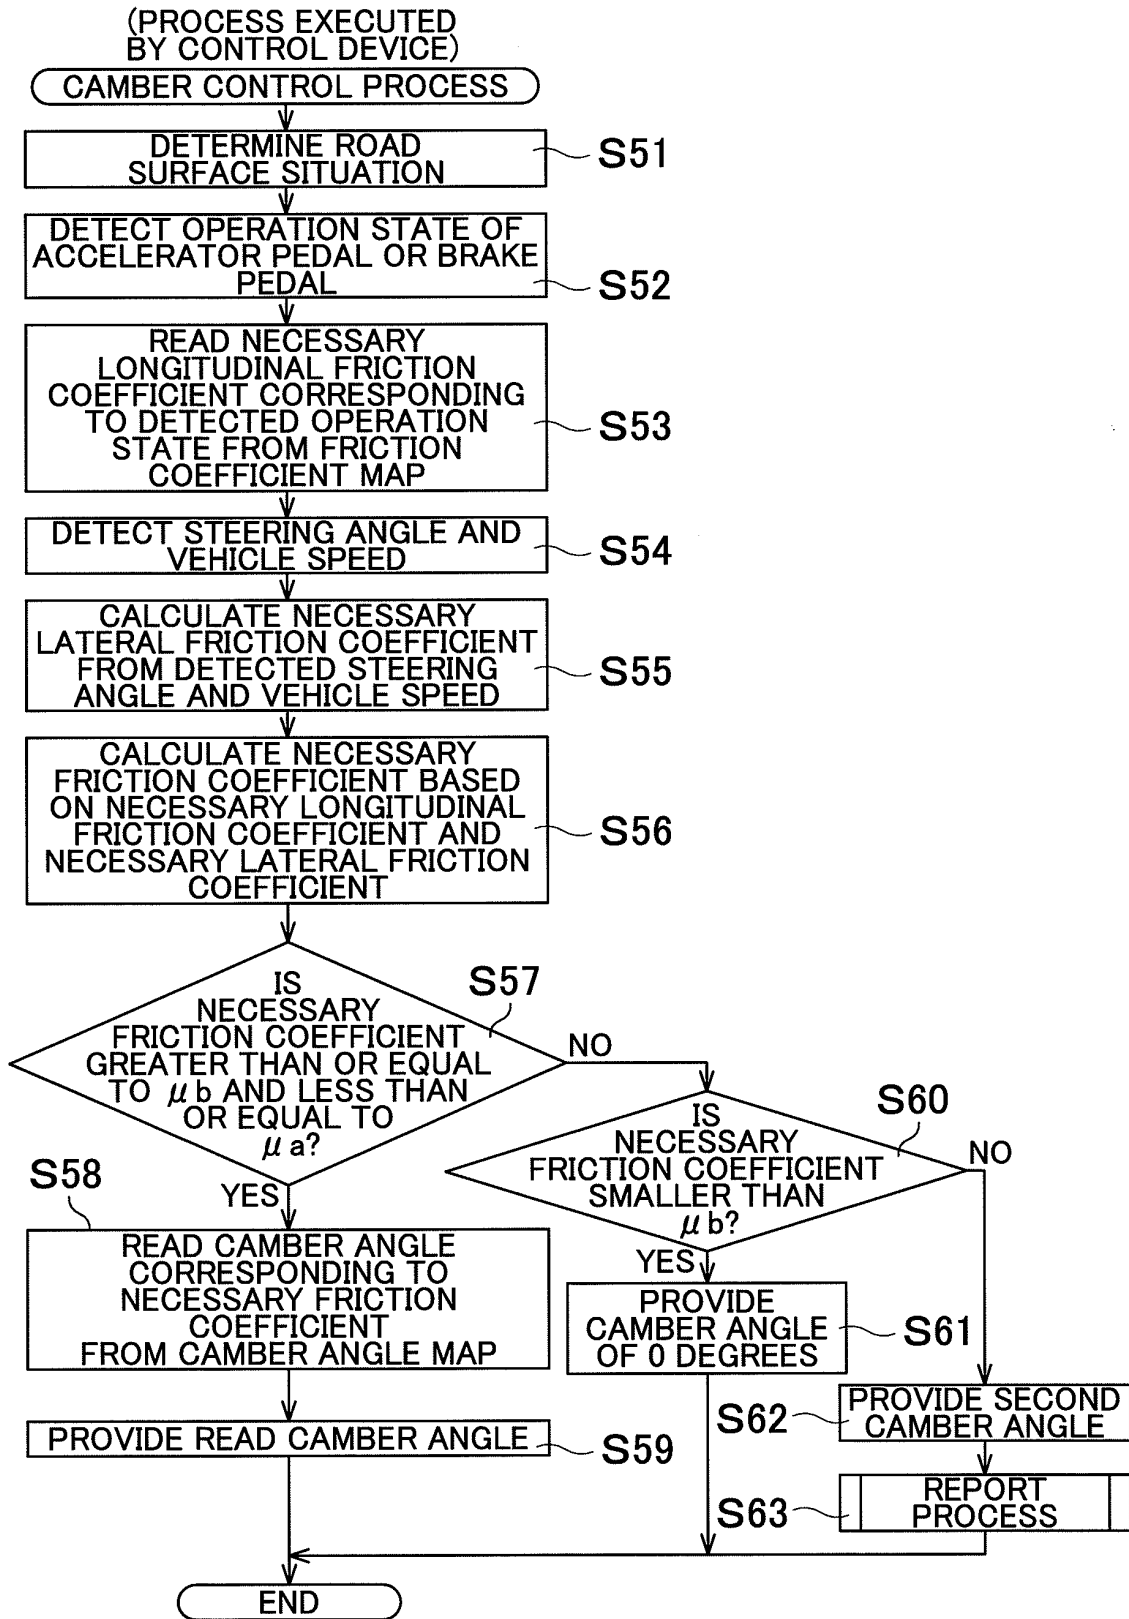 (PROCESS EXECUTED
BY CONTROL DEVICE)
CAMBER CONTROL PROCESS
DETERMINE ROAD
SURFACE SITUATION
S51
DETECT OPERATION STATE OF
ACCELERATOR PEDAL OR BRAKE
PEDAL
S52
READ NECESSARY
LONGITUDINAL FRICTION
COEFFICIENT CORRESPONDING
TO DETECTED OPERATION
STATE FROM FRICTION
COEFFICIENT MAP
S53
DETECT STEERING ANGLE AND
VEHICLE SPEED
S54
CALCULATE NECESSARY
LATERAL FRICTION COEFFICIENT
FROM DETECTED STEERING
ANGLE AND VEHICLE SPEED
S55
CALCULATE NECESSARY
FRICTION COEFFICIENT BASED
ON NECESSARY LONGITUDINAL
FRICTION COEFFICIENT AND
NECESSARY LATERAL FRICTION
COEFFICIENT
S56
IS
NECESSARY
FRICTION COEFFICIENT
GREATER THAN OR EQUAL
TO μb AND LESS THAN
OR EQUAL TO
μa?
S57
NO
YES
IS
NECESSARY
FRICTION COEFFICIENT
SMALLER THAN
μb?
S60
NO
YES
S58
READ CAMBER ANGLE
CORRESPONDING TO
NECESSARY FRICTION
COEFFICIENT
FROM CAMBER ANGLE MAP
PROVIDE
CAMBER ANGLE
OF 0 DEGREES
S61
PROVIDE READ CAMBER ANGLE
S59
S62
PROVIDE SECOND
CAMBER ANGLE
S63
REPORT
PROCESS
END